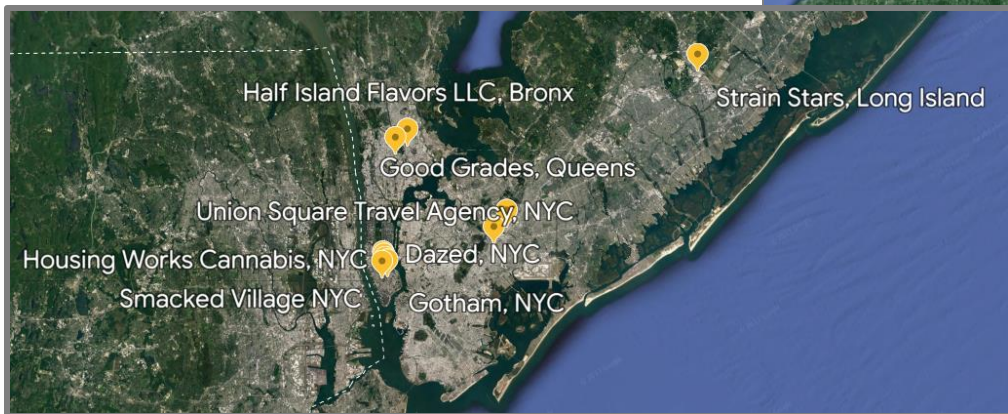 Half Island Flavors LLC, Bronx
Strain Stars, Long Island
Good Grades, Queens
Union Square Travel Agency, NYC
Housing Works Cannabis, NYC
Dazed, NYC
Smacked Village NYC
Gotham, NYC